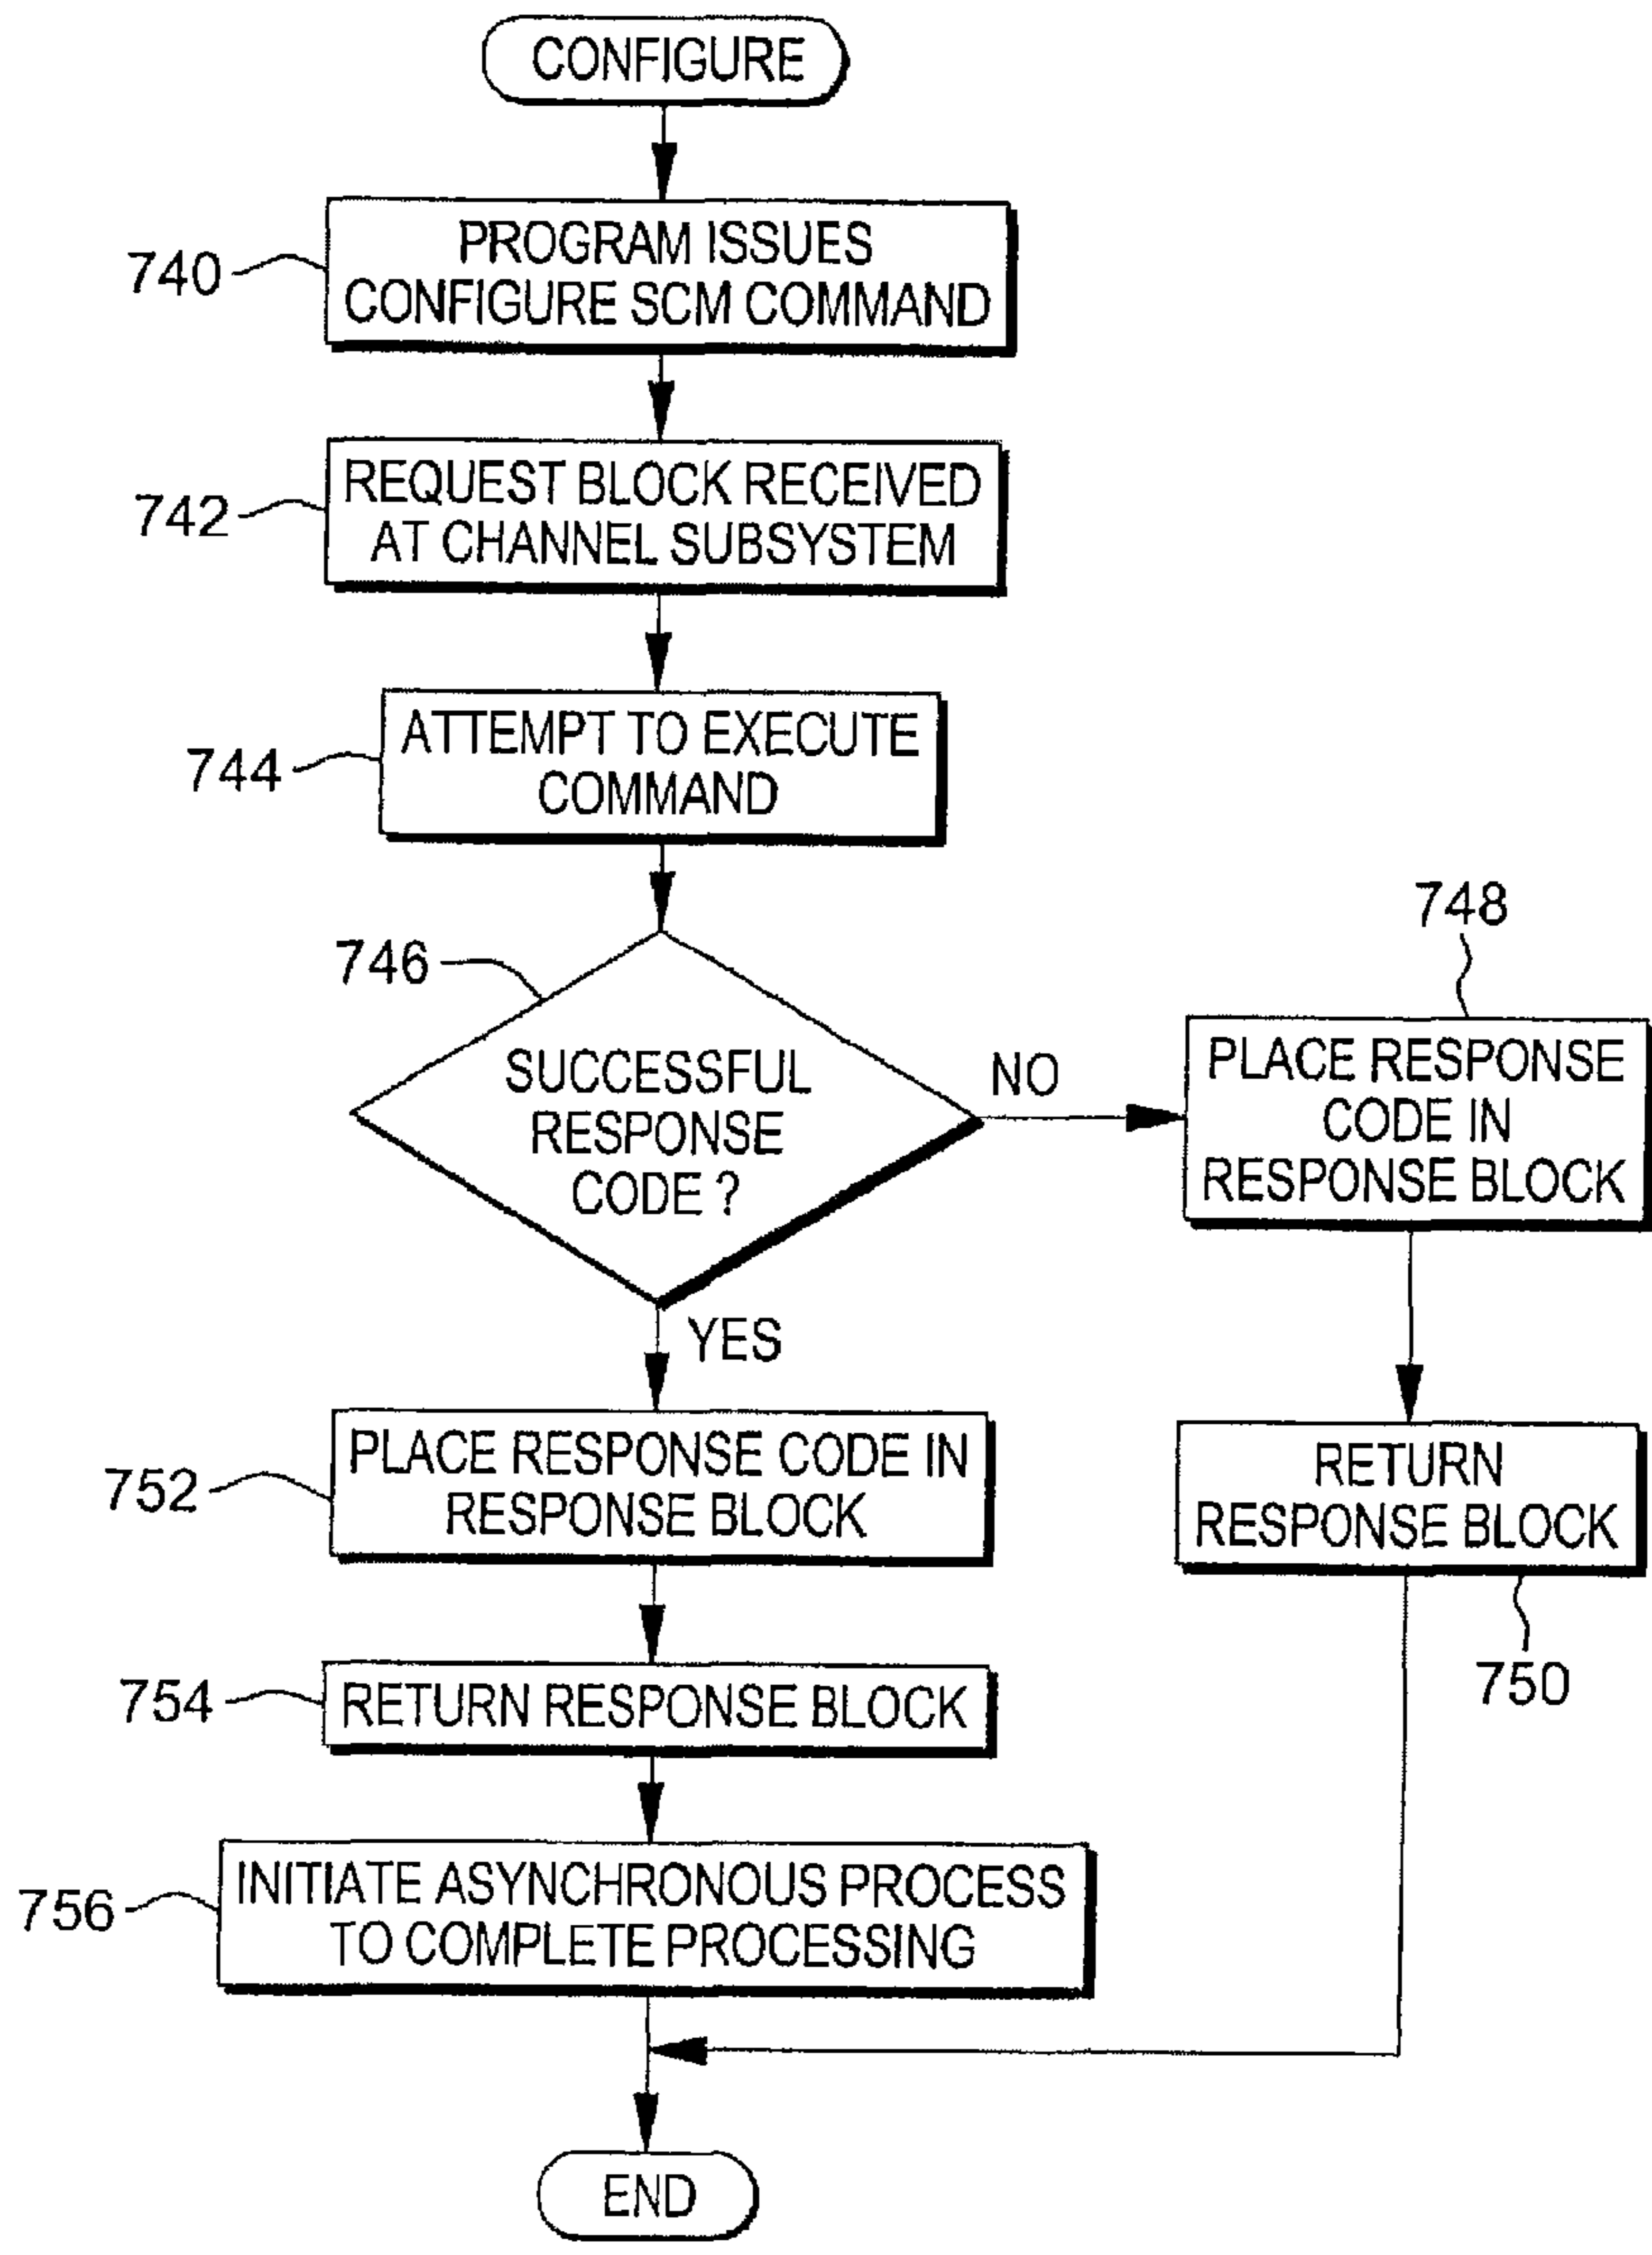 CONFIGURE
740
PROGRAM ISSUES
CONFIGURE SCM COMMAND
742
REQUEST BLOCK RECEIVED
AT CHANNEL SUBSYSTEM
744
ATTEMPT TO EXECUTE
COMMAND
746
SUCCESSFUL
RESPONSE
CODE ?
NO
748
PLACE RESPONSE
CODE IN
RESPONSE BLOCK
RETURN
RESPONSE BLOCK
750
YES
752
PLACE RESPONSE CODE IN
RESPONSE BLOCK
754
RETURN RESPONSE BLOCK
756
INITIATE ASYNCHRONOUS PROCESS
TO COMPLETE PROCESSING
END